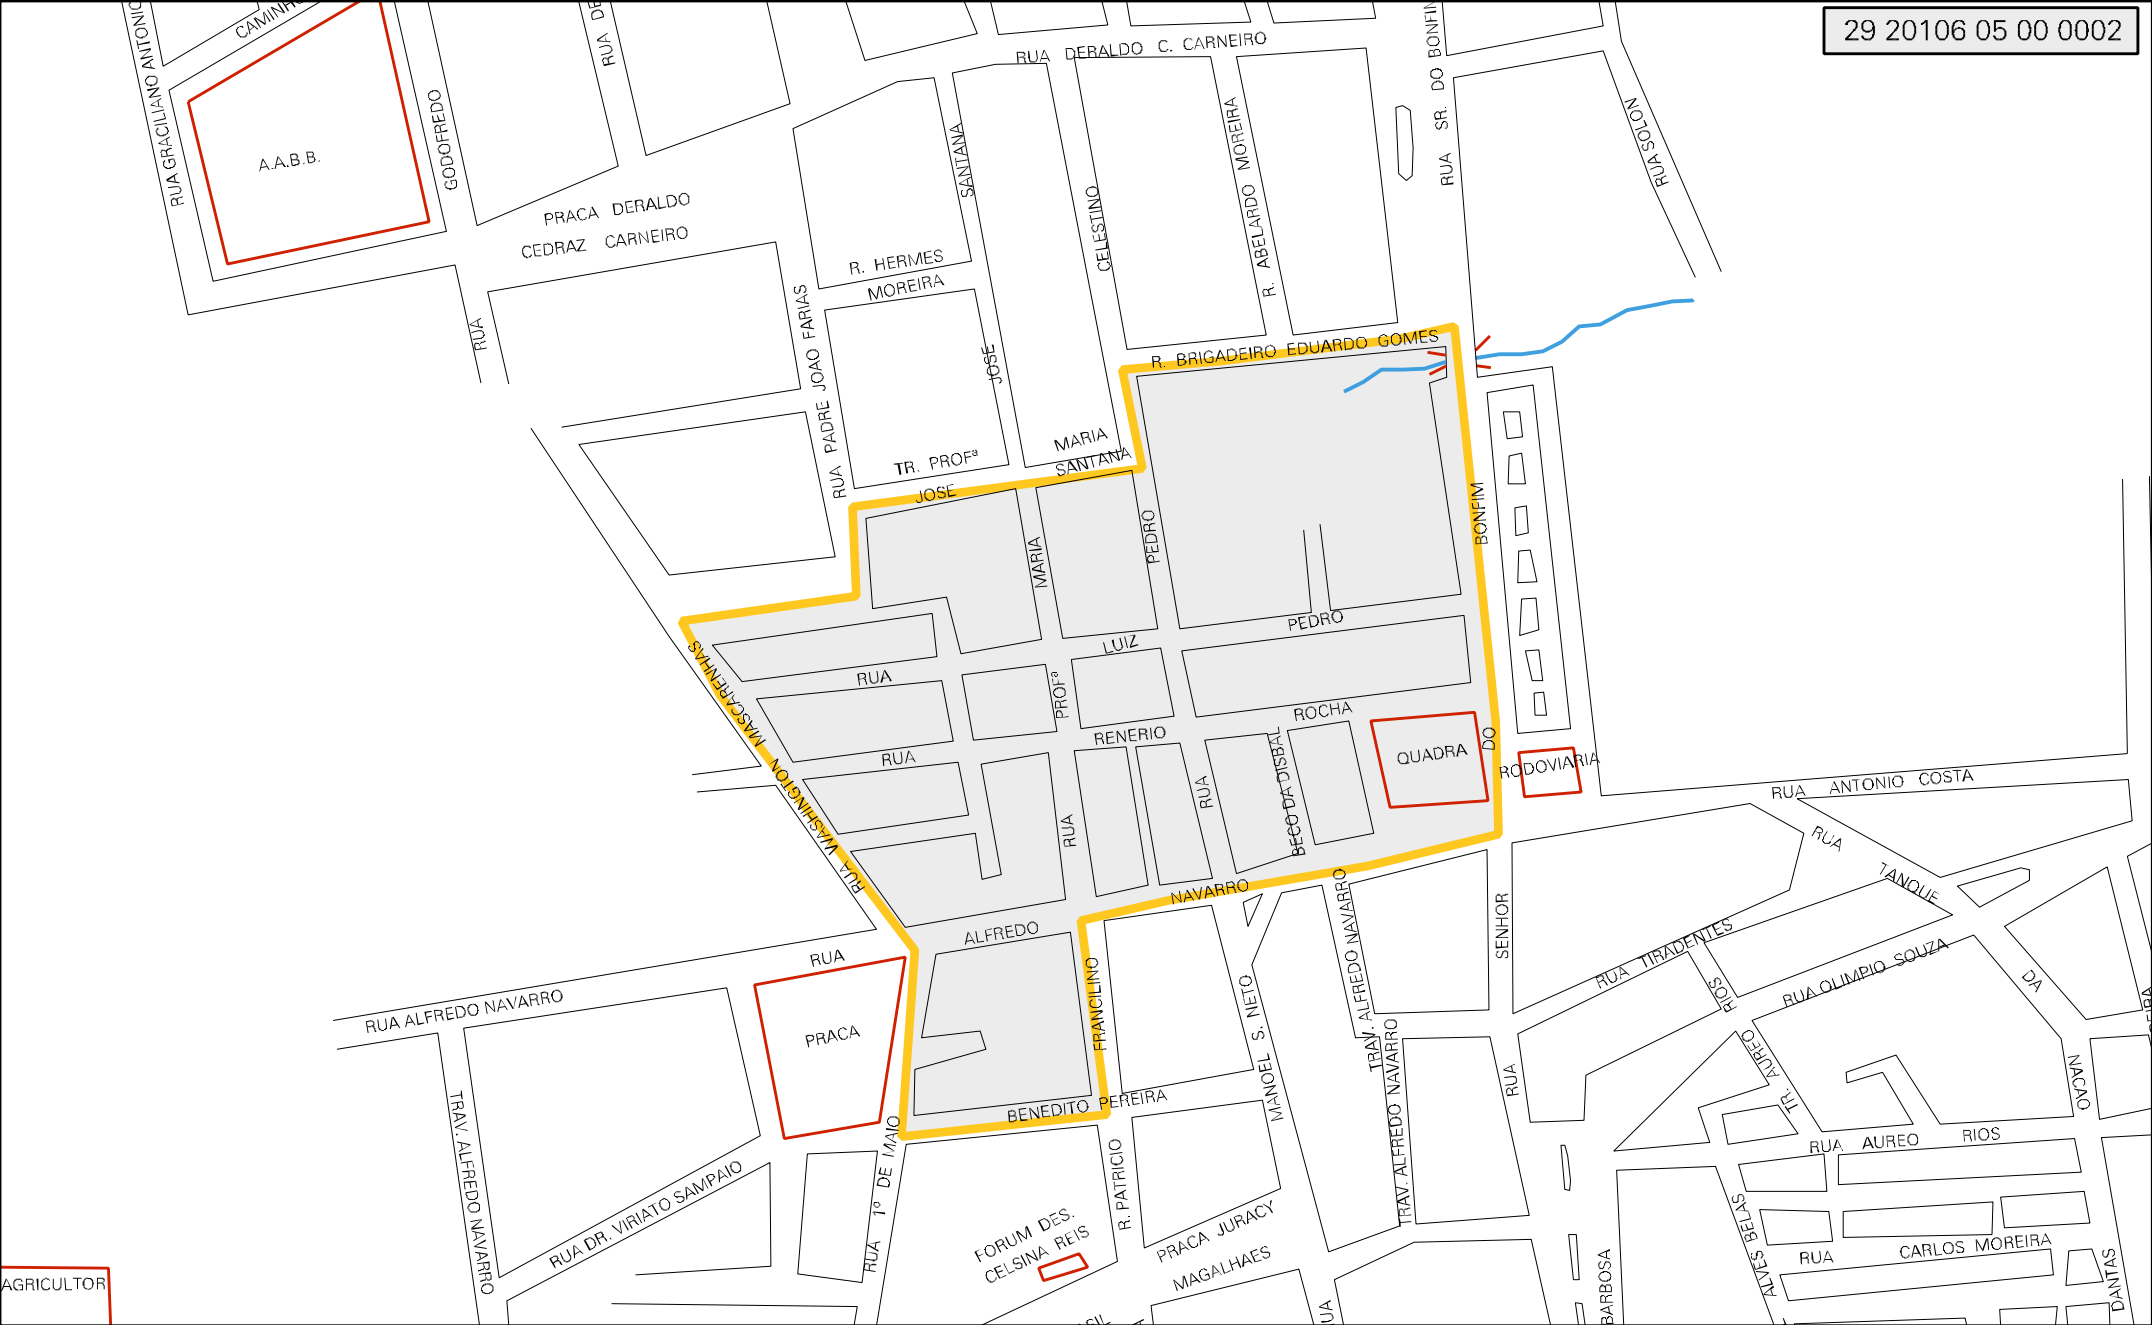 29 20106 05 00 0002
RUA GRACILIANO ANTONIO
GODOFREDO
A.A.B.B.
RUA DERALDO C. CARNEIRO
RUA SR. DO BONFIM
RUA SOLON
PRACA DERALDO
CEDRAZ CARNEIRO
SANTANA
CELESTINO
R. ABELARDO MOREIRA
R. HERMES
MOREIRA
RUA
RUA PADRE JOAO FARIAS
JOSE
R. BRIGADEIRO EDUARDO GOMES
MARIA
SANTANA
TR. PROFª
JOSE
MARIA
PEDRO
BONFIM
LUIZ
PEDRO
RUA
PROFª
RENERIO
ROCHA
RUA
QUADRA
DO
RODOVIARIA
RUA ANTONIO COSTA
RUA WASHINGTON MASCARENHAS
RUA
RUA
BECO DA DISBAL
RUA
TANQUE
DA
NACAO
ALFREDO
NAVARRO
RUA
RUA ALFREDO NAVARRO
PRACA
FRANCILINO
MANOEL S. NETO
TRAV. ALFREDO NAVARRO
SENHOR
RUA TIRADENTES
RUA OLIMPIO SOUZA
RIOS
TR. AUREO
TRAV. ALFREDO NAVARRO
RUA
BENEDITO PEREIRA
TRAV. ALFREDO NAVARRO
RUA DR. VIRIATO SAMPAIO
RUA 1º DE MAIO
R. PATRICIO
FORUM DES.
CELSINA REIS
PRACA JURACY
MAGALHAES
RUA AUREO RIOS
RUA CARLOS MOREIRA
ALVES BELAS
DANTAS
BARBOSA
AGRICULTOR